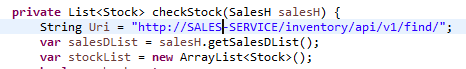 private List<Stock> checkStock(SalesH salesH) {
String Uri = "http://SALES-SERVICE/inventory/api/v1/find/";
var salesDList = salesH.getSalesDList();
var stockList = new ArrayList<Stock>();